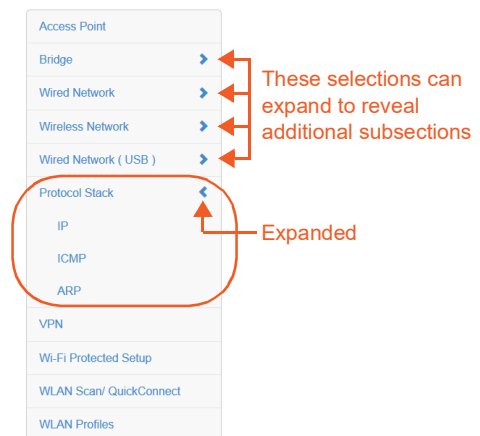 Access Point
Bridge
Wired Network
Wireless Network
Wired Network ( USB )
Protocol Stack
IP
ICMP
ARP
VPN
Wi-Fi Protected Setup
WLAN Scan/ QuickConnect
WLAN Profiles
These selections can
expand to reveal
additional subsections
Expanded